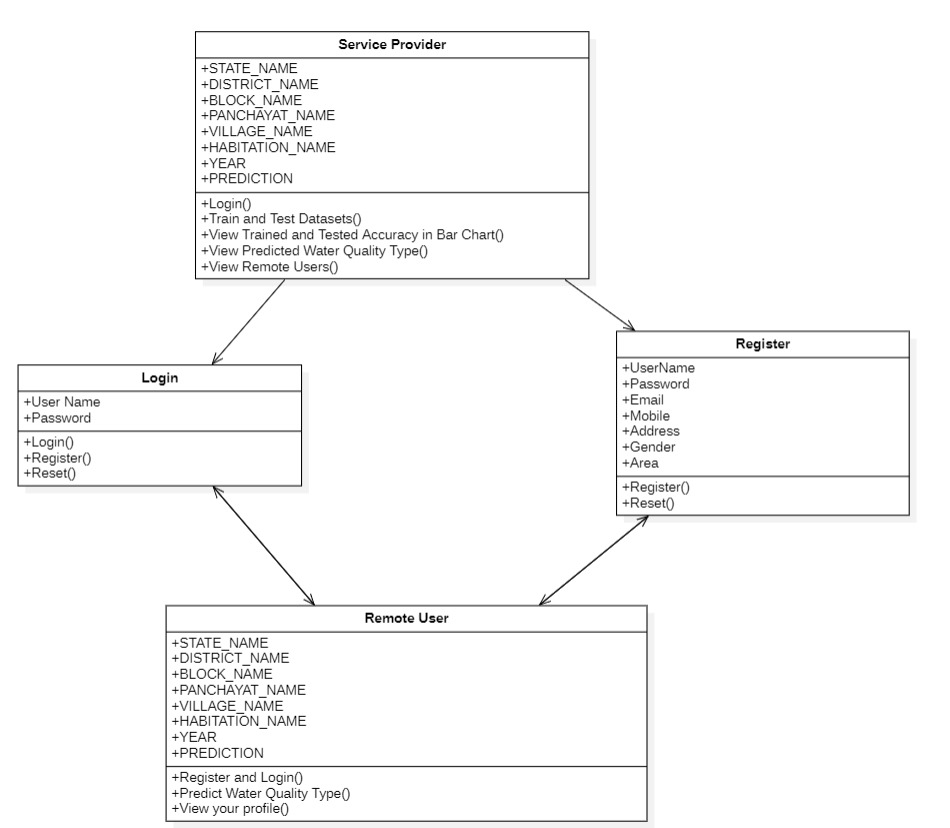 Service Provider
+STATE_NAME
+DISTRICT_NAME
+BLOCK_NAME
+PANCHAYAT_NAME
+VILLAGE_NAME
+HABITATION_NAME
+YEAR
+PREDICTION
+Login()
+Train and Test Datasets()
+View Trained and Tested Accuracy in Bar Chart()
+View Predicted Water Quality Type()
+View Remote Users()
Login
+User Name
+Password
+Login()
+Register()
+Reset()
Register
+UserName
+Password
+Email
+Mobile
+Address
+Gender
+Area
+Register()
+Reset()
Remote User
+STATE_NAME
+DISTRICT_NAME
+BLOCK_NAME
+PANCHAYAT_NAME
+VILLAGE_NAME
+HABITATION_NAME
+YEAR
+PREDICTION
+Register and Login()
+Predict Water Quality Type()
+View your profile()